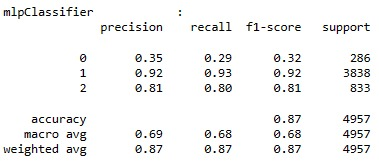 mlpClassifier :
precision recall f1-score support
0 0.35 0.29 0.32 286
1 0.92 0.93 0.92 3838
2 0.81 0.80 0.81 833
accuracy 0.87 4957
macro avg 0.69 0.68 0.68 4957
weighted avg 0.87 0.87 0.87 4957